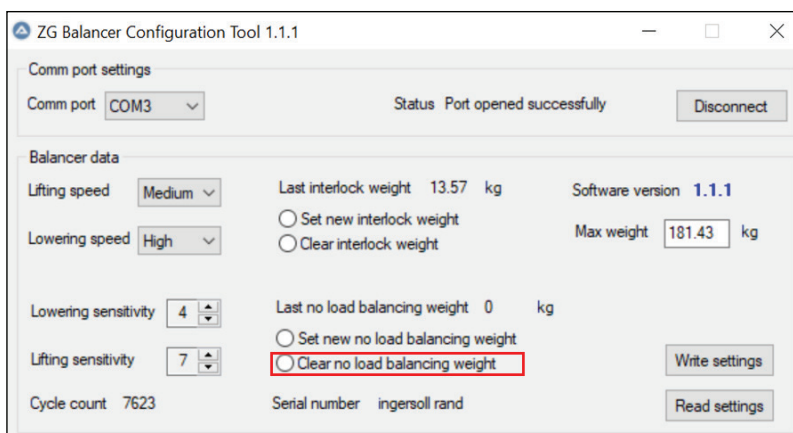 ZG Balancer Configuration Tool 1.1.1
Comm port settings
Comm port COM3 Status Port opened successfully Disconnect
Balancer data
Lifting speed Medium Last interlock weight 13.57 kg Software version 1.1.1
Set new interlock weight
Lowering speed High Clear interlock weight Max weight 181.43 kg
Lowering sensitivity 4 Last no load balancing weight 0 kg
Set new no load balancing weight
Lifting sensitivity 7 Clear no load balancing weight Write settings
Cycle count 7623 Serial number ingersoll rand Read settings